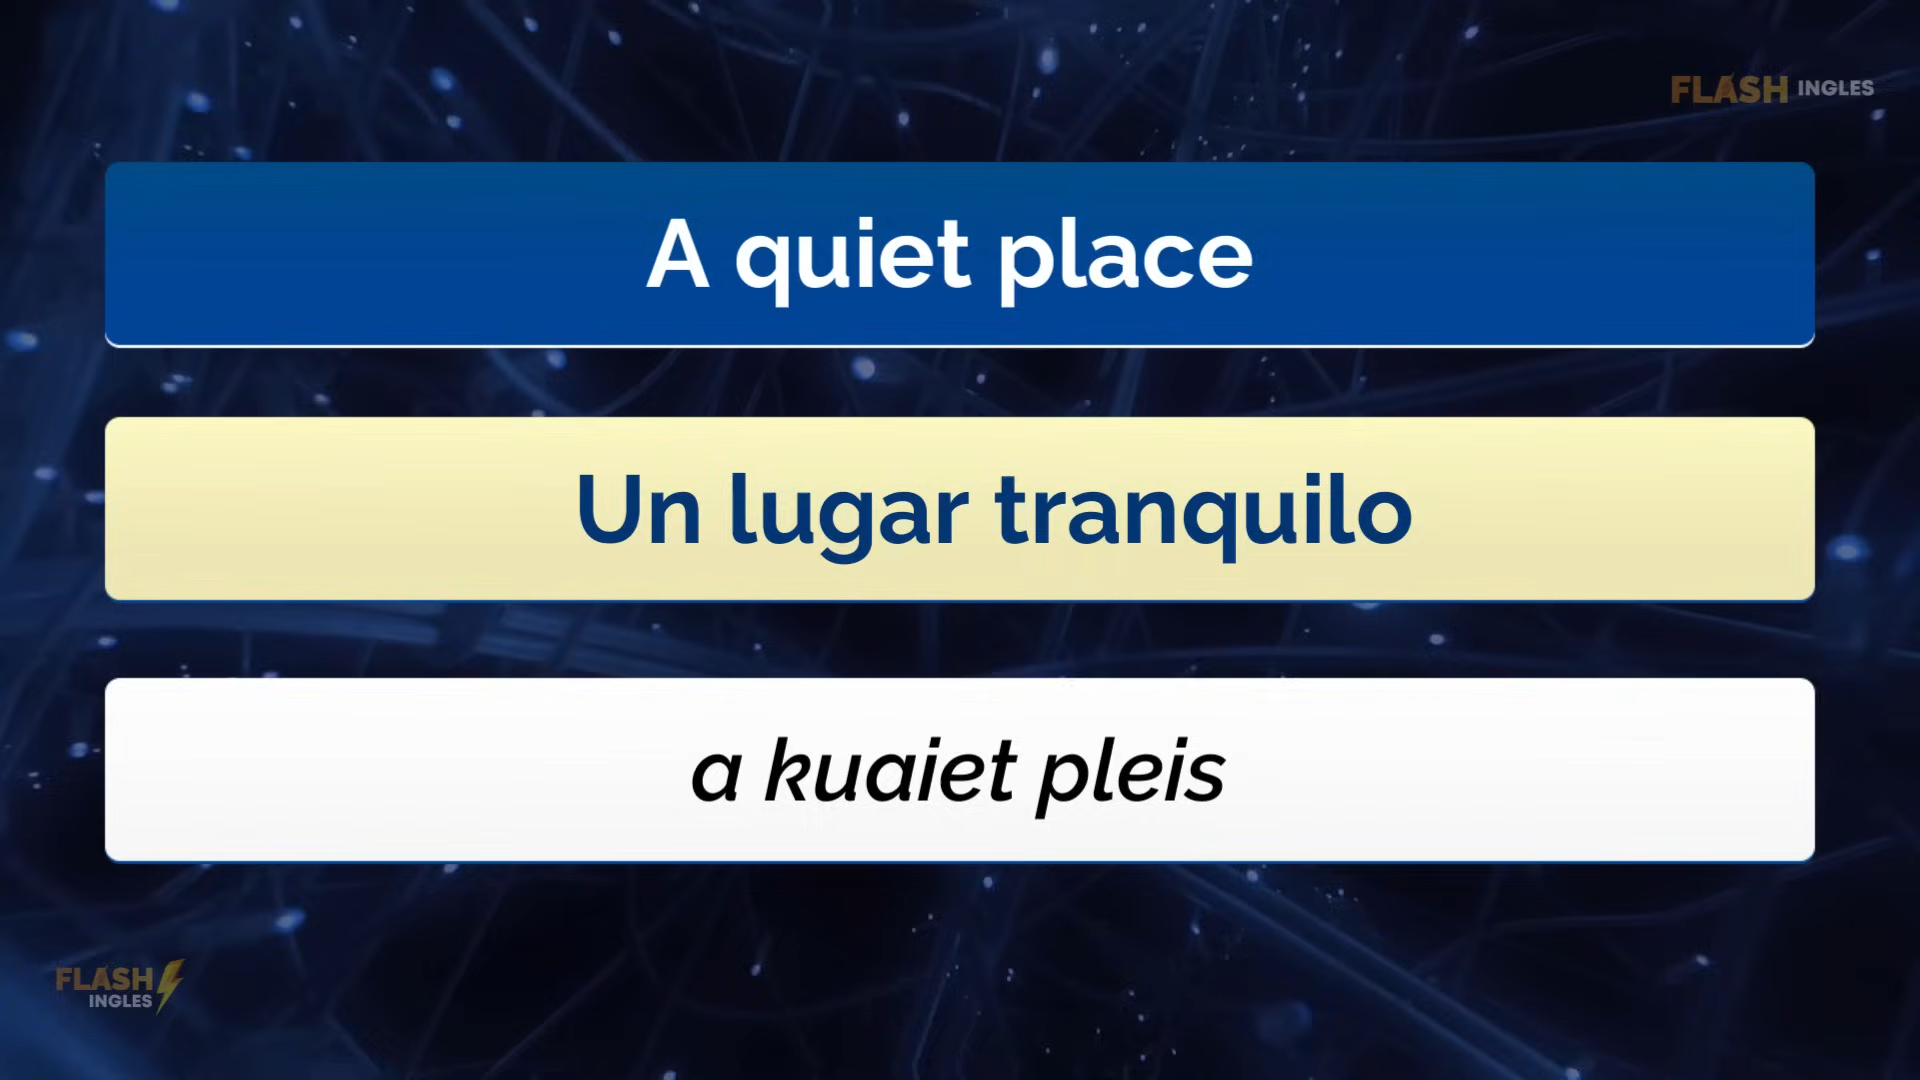 FLASH INGLES
A quiet place
Un lugar tranquilo
a kuaiet pleis
FLASH
INGLES